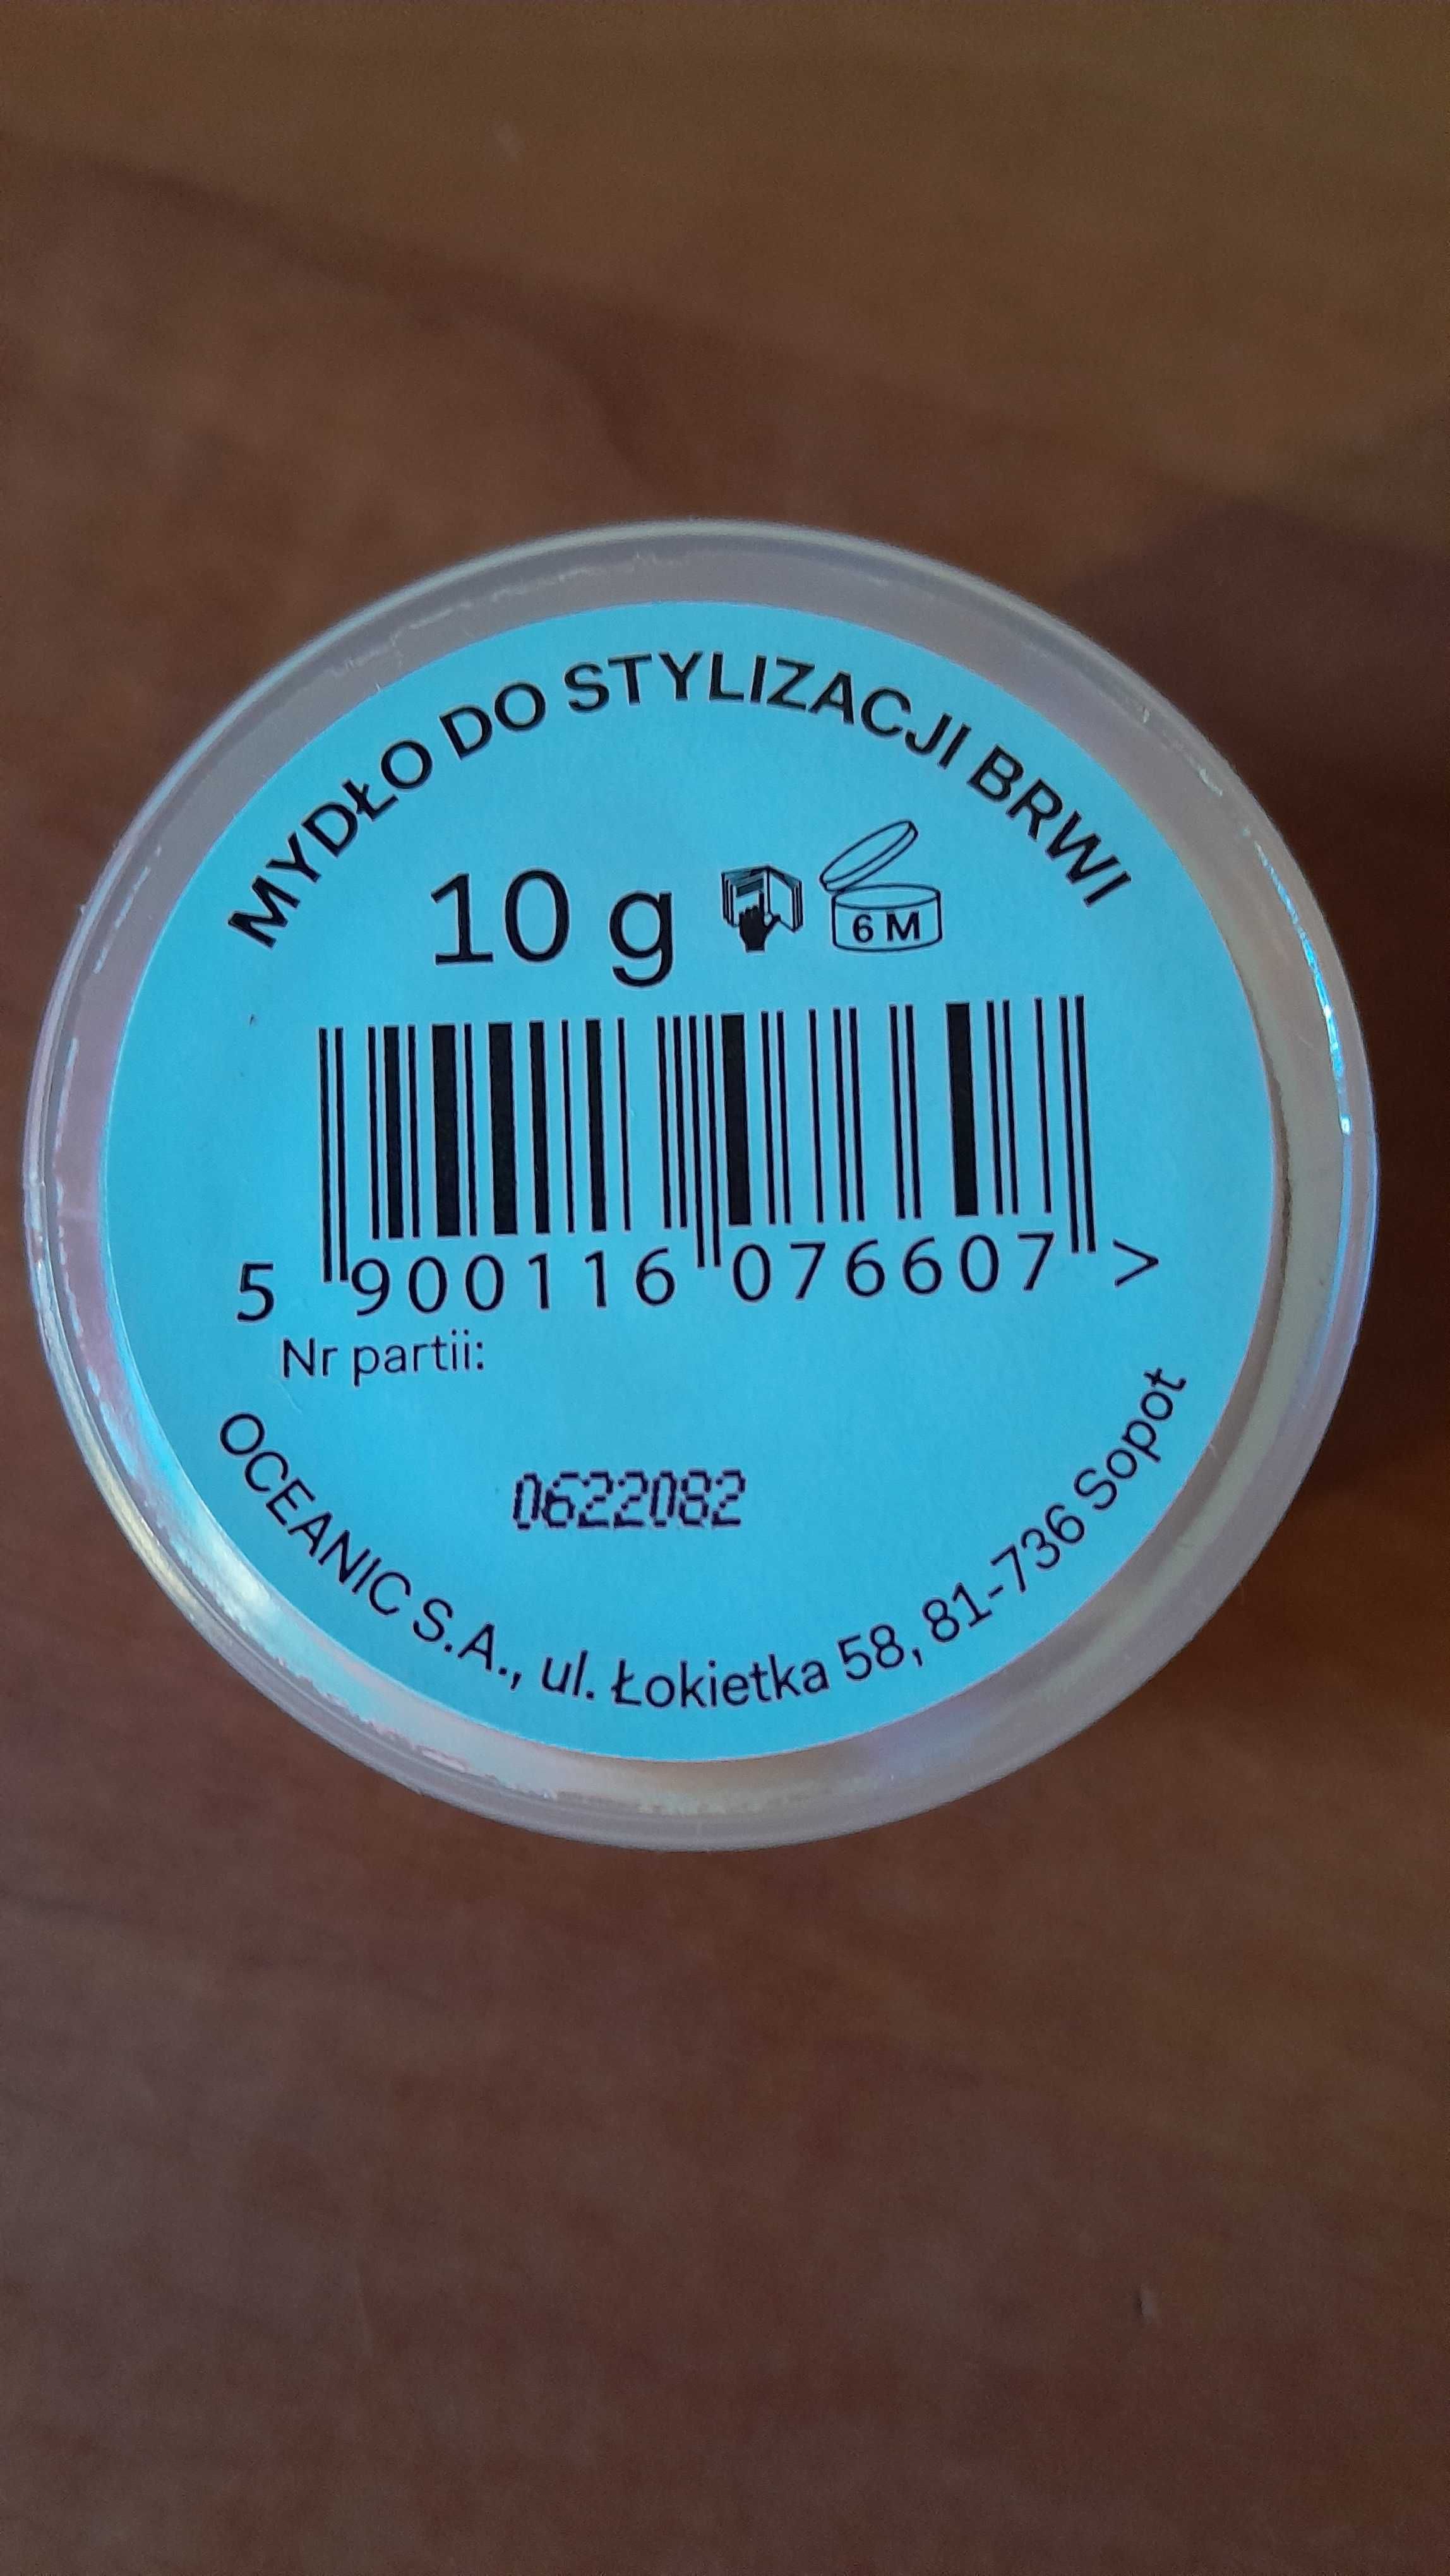 MYDŁO DO STYLIZACJI BRWI
10 g 6 M
5 900116 076607 >
Nr partii:
0622082
OCEANIC S.A., ul. Łokietka 58, 81-736 Sopot